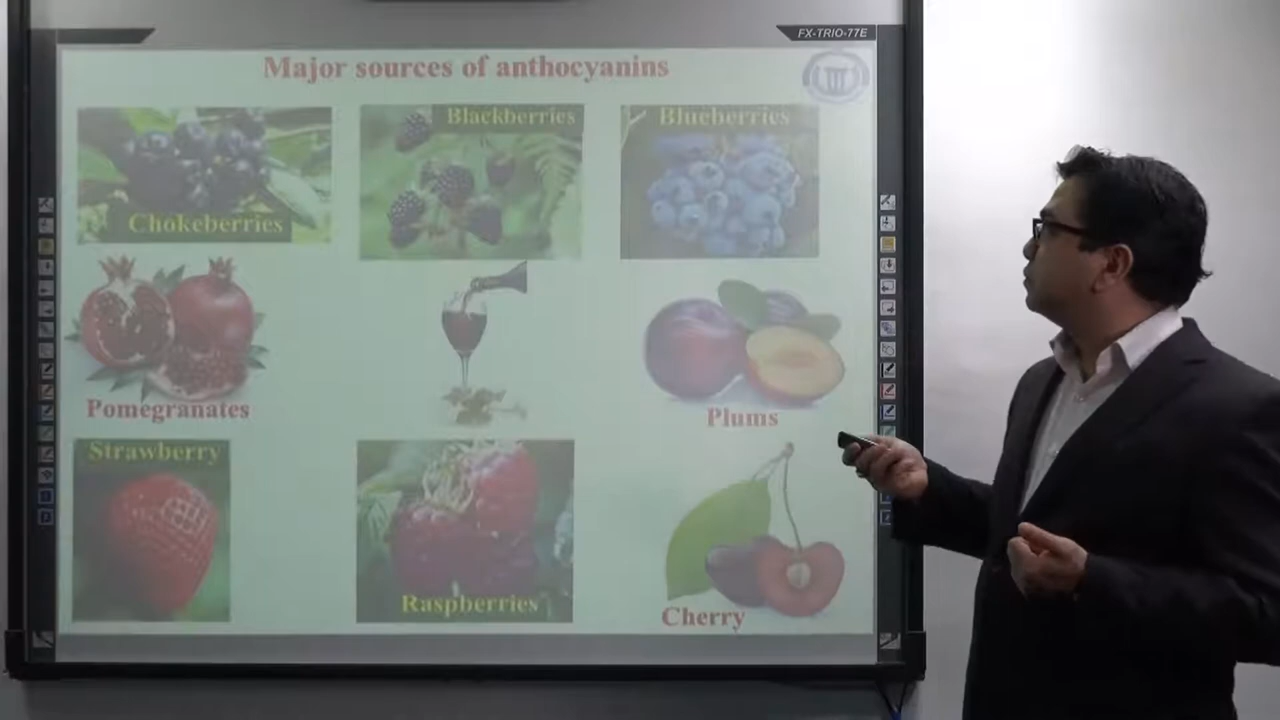 FX-TRIO-77E
Major sources of anthocyanins
Chokeberries
Blackberries
Blueberries
Pomegranates
Plums
Strawberry
Raspberries
Cherry